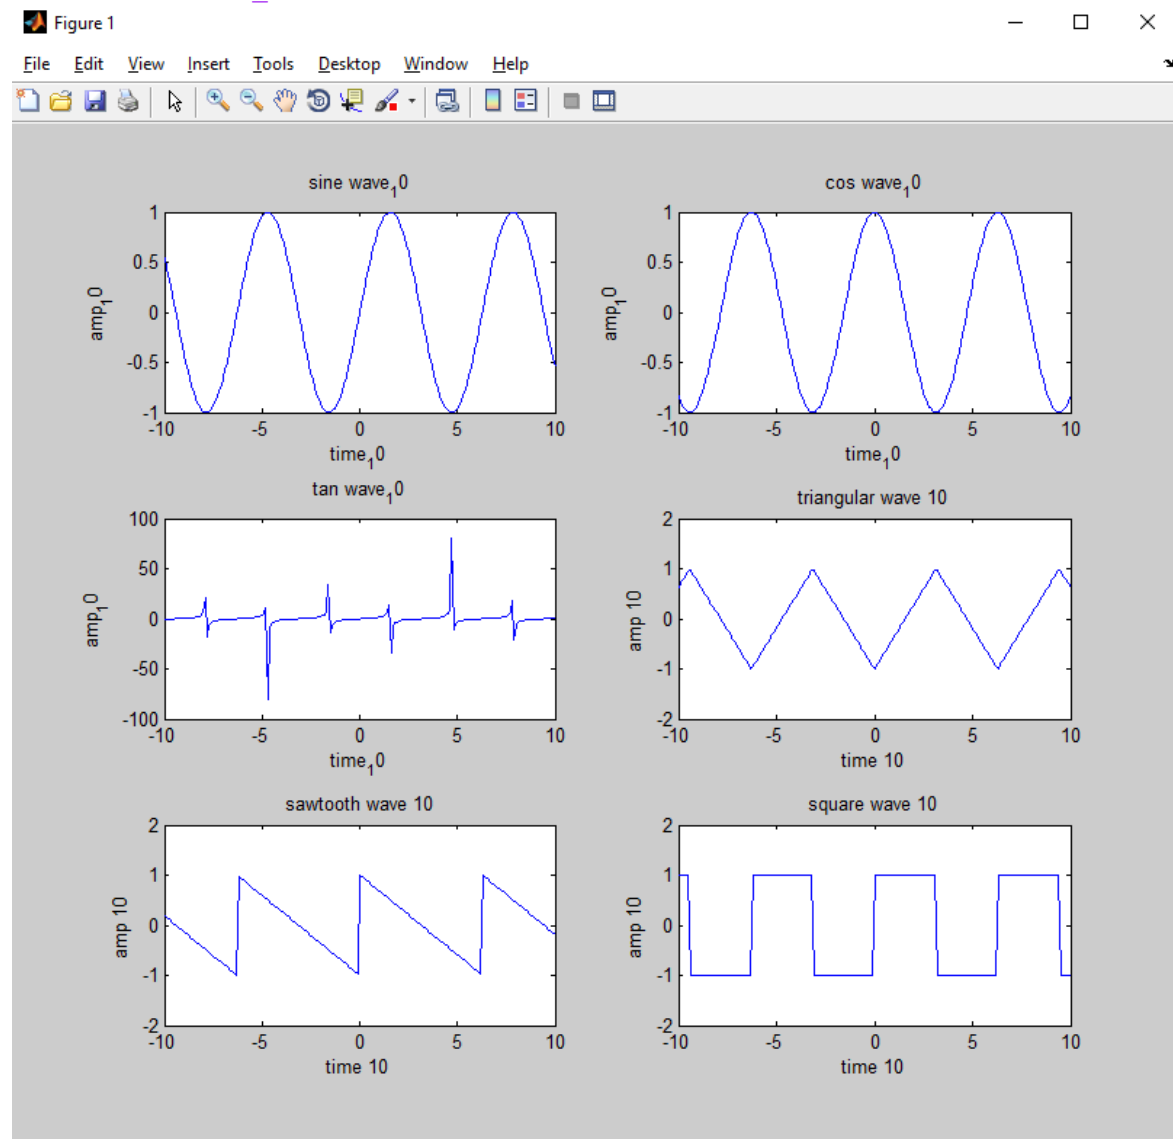 Figure 1
File Edit View Insert Tools Desktop Window Help
sine wave₁0
1
0.5
0
-0.5
-1
amp₁0
-10 -5 0 5 10
time₁0
cos wave₁0
1
0.5
0
-0.5
-1
amp₁0
-10 -5 0 5 10
time₁0
tan wave₁0
100
50
0
-50
-100
amp₁0
-10 -5 0 5 10
time₁0
triangular wave 10
2
1
0
-1
-2
amp 10
-10 -5 0 5 10
time 10
sawtooth wave 10
2
1
0
-1
-2
amp 10
-10 -5 0 5 10
time 10
square wave 10
2
1
0
-1
-2
amp 10
-10 -5 0 5 10
time 10